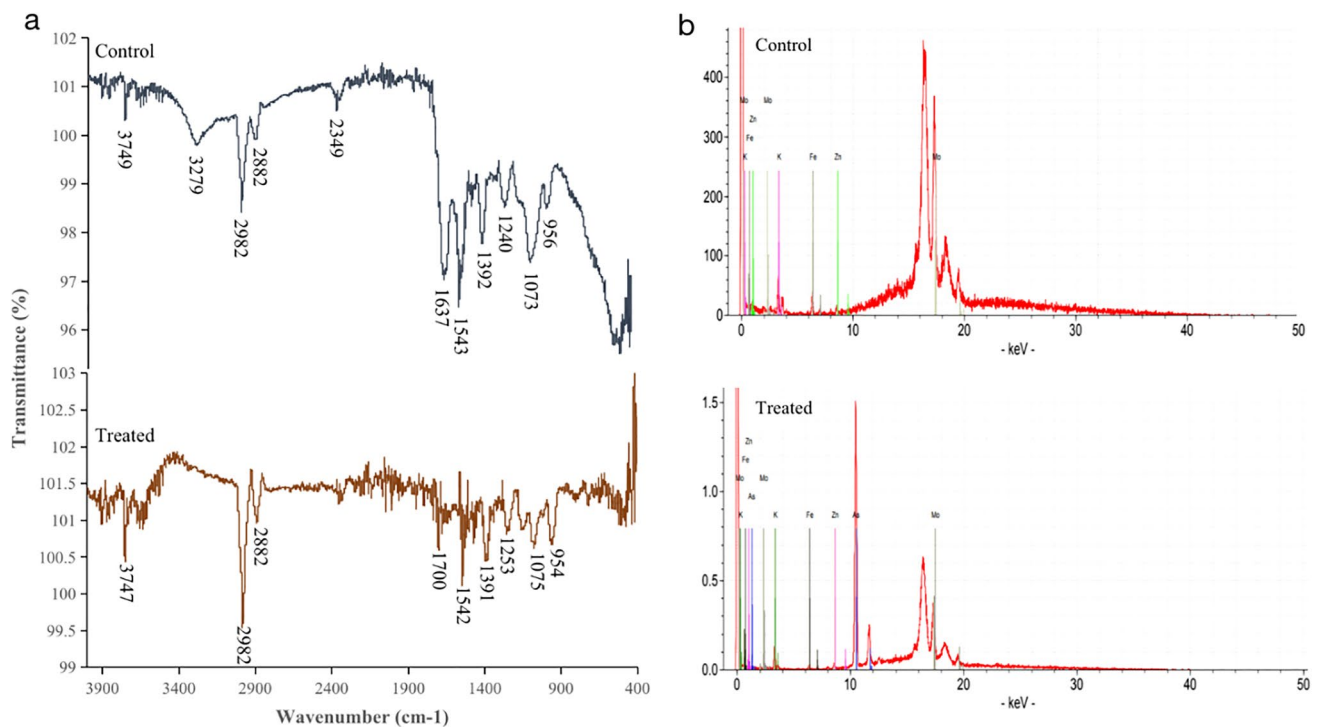 a
Transmittance (%)
102
101
100
99
98
97
96
Control
3749
3279
2982
2882
2349
1637
1543
1392
1240
1073
956
103
102.5
102
101.5
101
100.5
100
99.5
99
Treated
3747
2982
2882
1700
1542
1391
1253
1075
954
3900 3400 2900 2400 1900 1400 900 400
Wavenumber (cm-1)
b
Control
400
300
200
100
0
Mo Mo
Zn
Fe
K K Fe Zn Mo
0 10 20 30 40 50
- keV -
Treated
1.5
1.0
0.5
0.0
Zn
Fe
Mo Mo
As
K K Fe Zn As Mo
0 10 20 30 40 50
- keV -